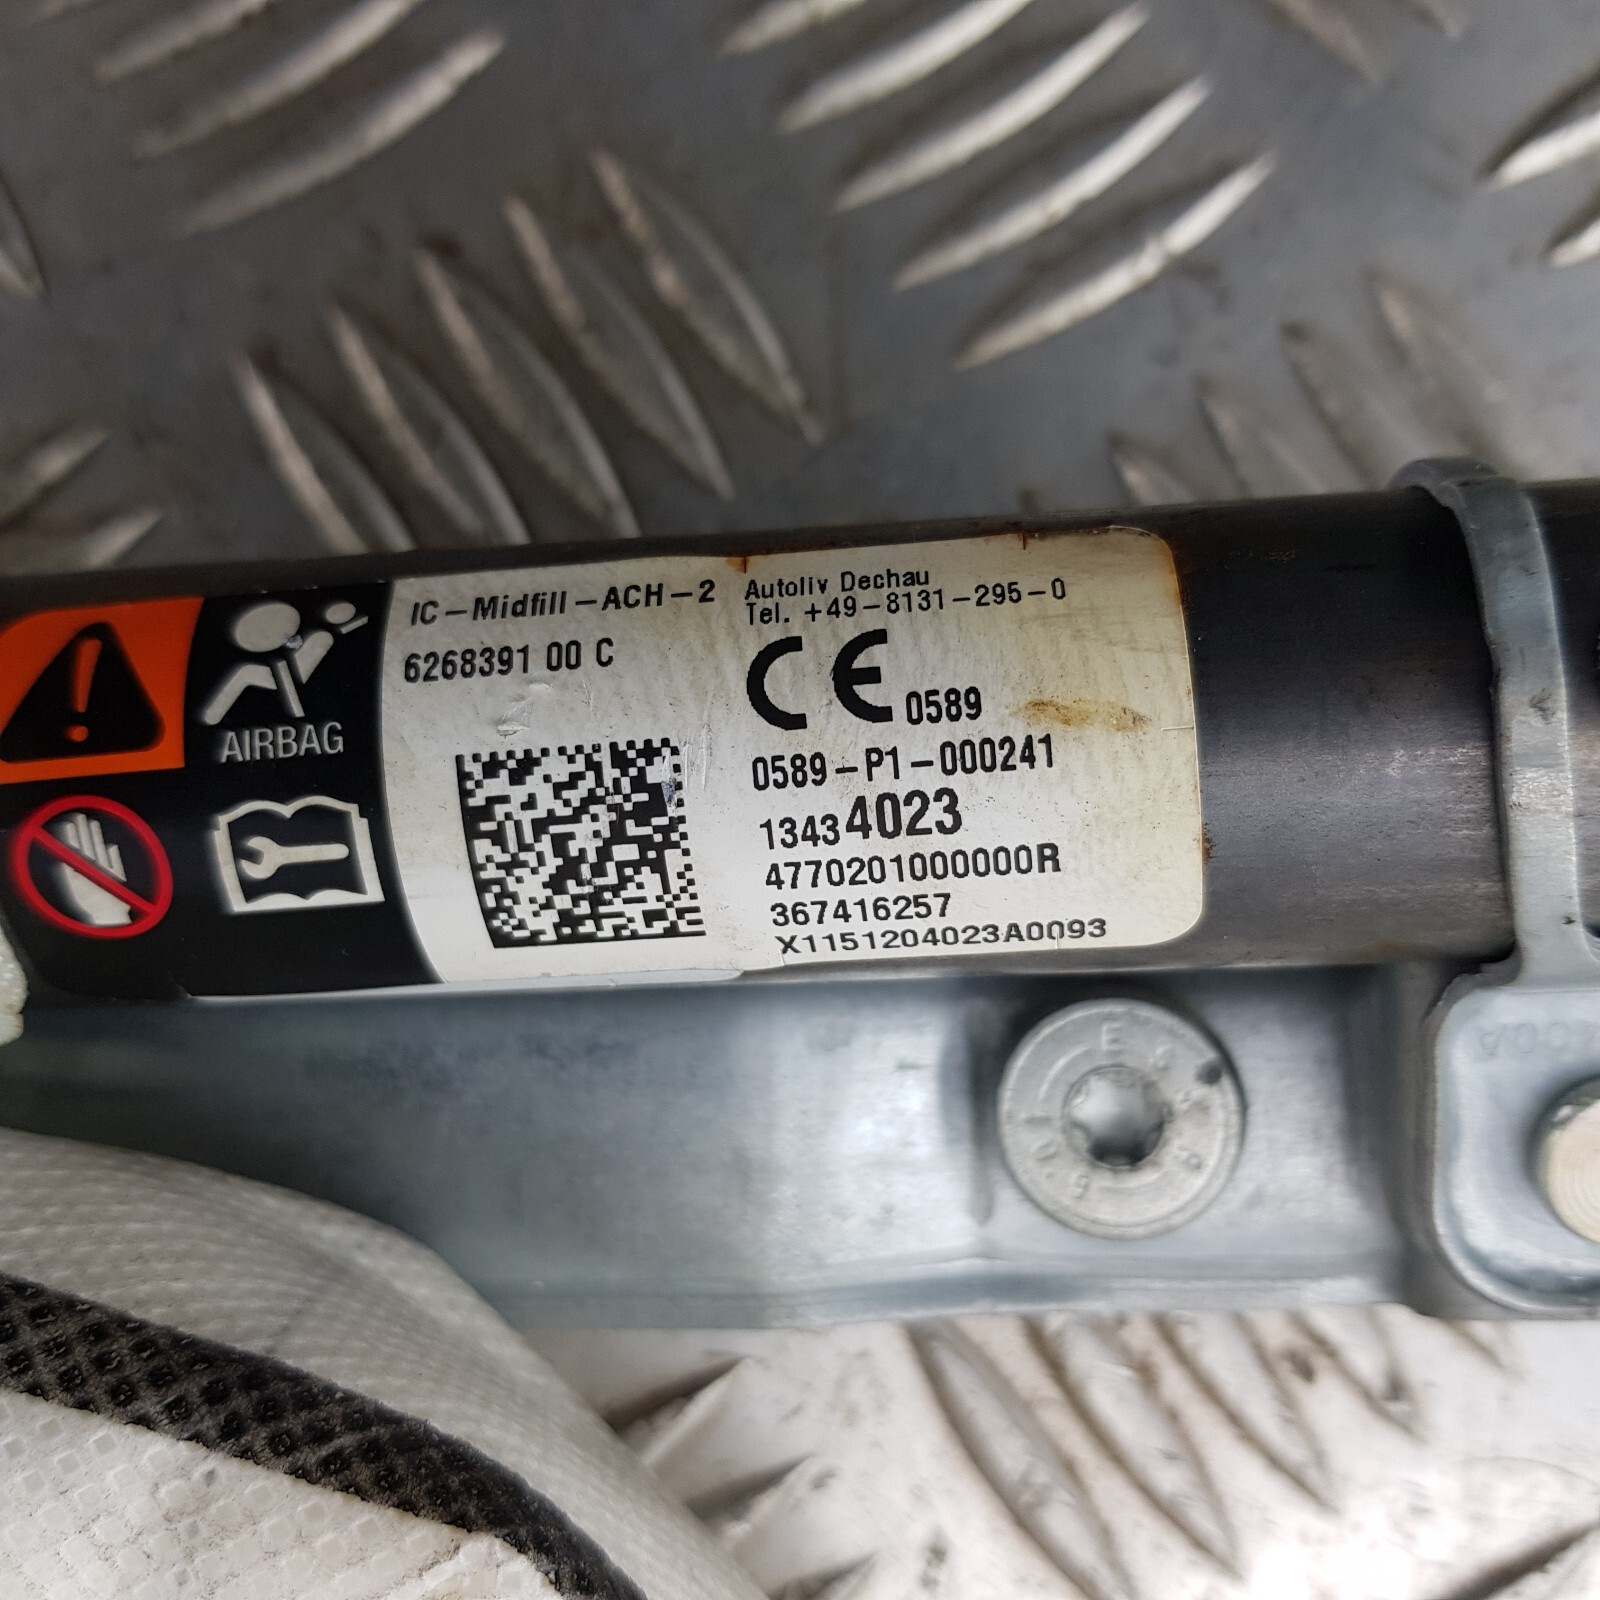 AIRBAG
IC-Midfill-ACH-2
6268391 00 C
Autoliv Dechau
Tel. +49-8131-295-0
CE 0589
0589-P1-000241
13434023
4770201000000R
367416257
X1151204023A0093